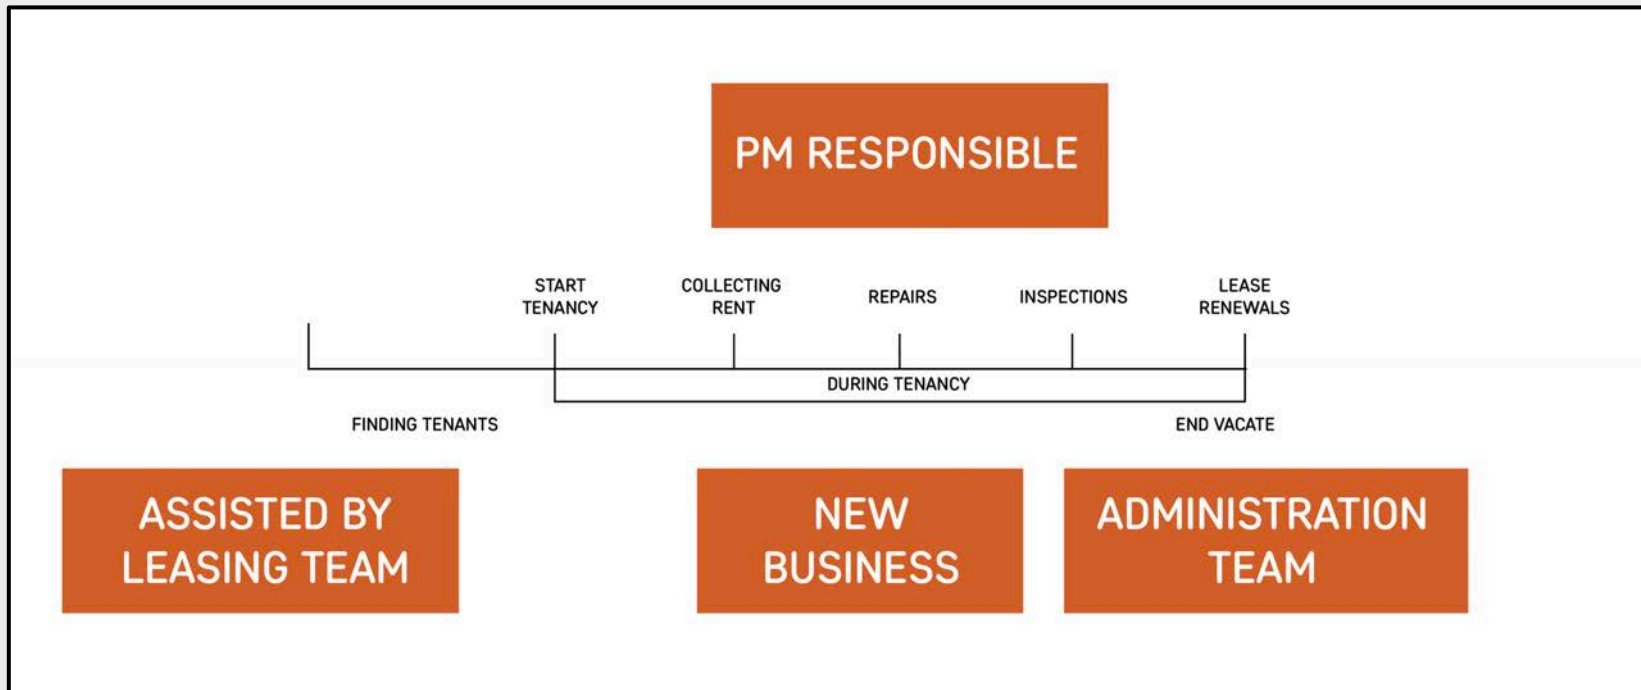 PM RESPONSIBLE
START
TENANCY
COLLECTING
RENT
REPAIRS
INSPECTIONS
LEASE
RENEWALS
DURING TENANCY
FINDING TENANTS
END VACATE
ASSISTED BY
LEASING TEAM
NEW
BUSINESS
ADMINISTRATION
TEAM